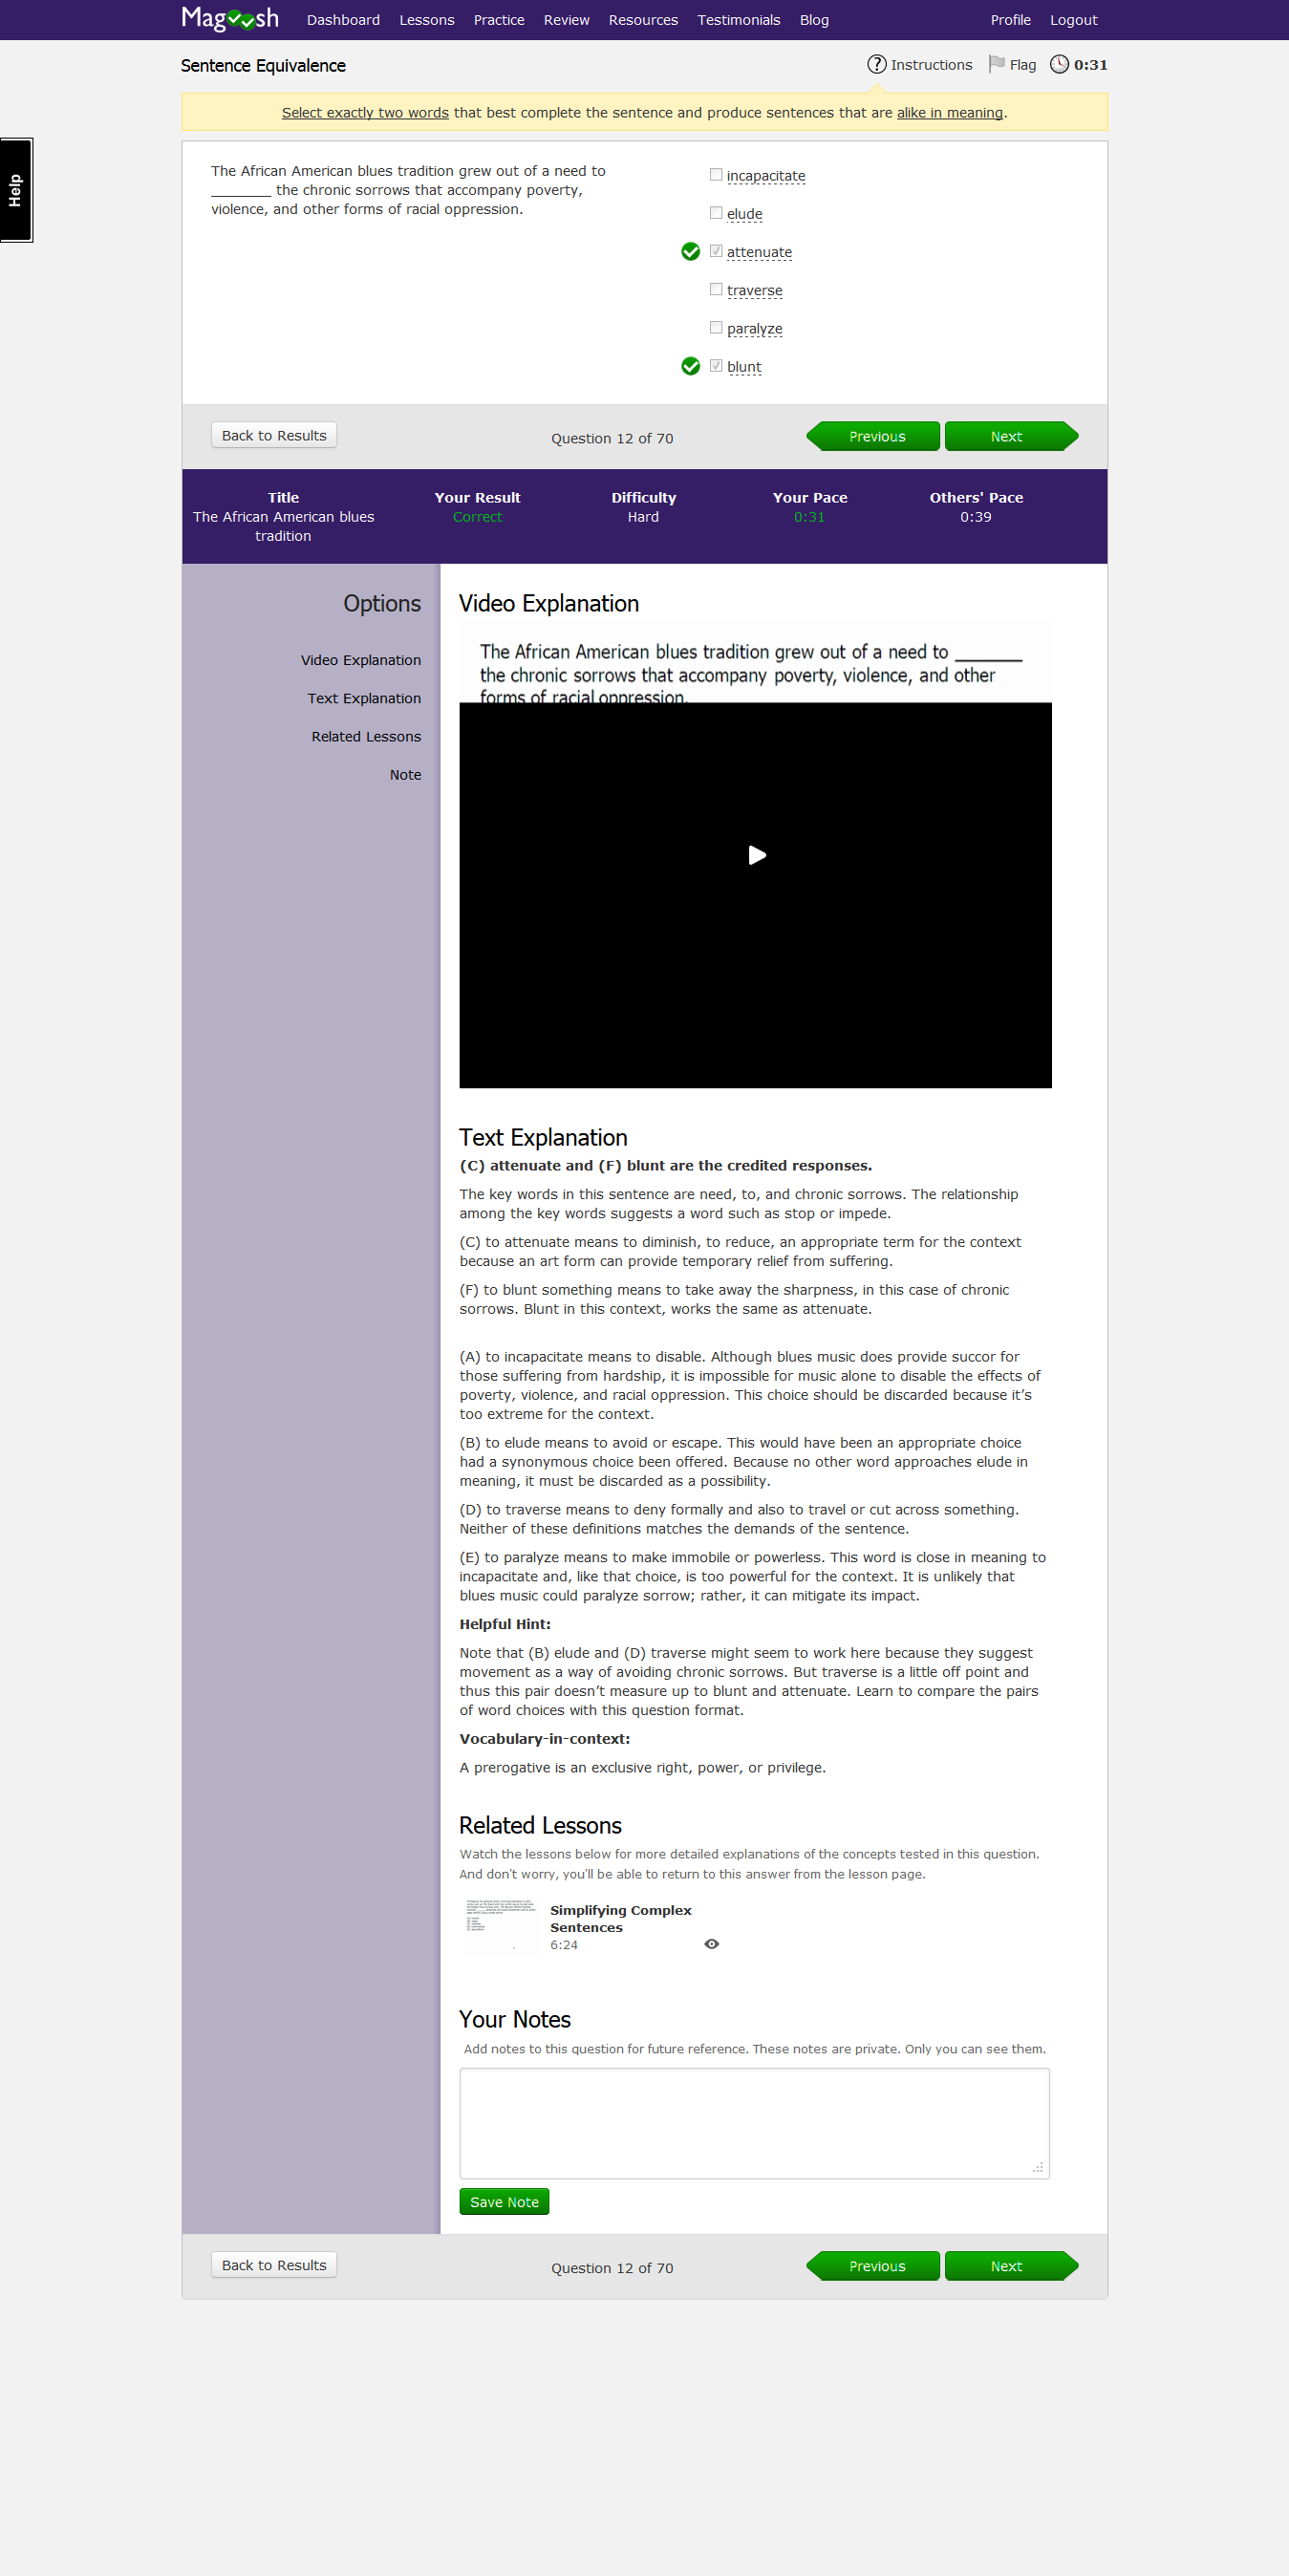 Magoosh Dashboard Lessons Practice Review Resources Testimonials Blog Profile Logout
Sentence Equivalence
? Instructions Flag 0:31
Select exactly two words that best complete the sentence and produce sentences that are alike in meaning.
Help
The African American blues tradition grew out of a need to
________ the chronic sorrows that accompany poverty,
violence, and other forms of racial oppression.
incapacitate
elude
attenuate
traverse
paralyze
blunt
Back to Results Question 12 of 70 Previous Next
Title Your Result Difficulty Your Pace Others' Pace
The African American blues Correct Hard 0:31 0:39
tradition
Options
Video Explanation
Text Explanation
Related Lessons
Note
Video Explanation
The African American blues tradition grew out of a need to _______
the chronic sorrows that accompany poverty, violence, and other
forms of racial oppression.
Text Explanation
(C) attenuate and (F) blunt are the credited responses.
The key words in this sentence are need, to, and chronic sorrows. The relationship
among the key words suggests a word such as stop or impede.
(C) to attenuate means to diminish, to reduce, an appropriate term for the context
because an art form can provide temporary relief from suffering.
(F) to blunt something means to take away the sharpness, in this case of chronic
sorrows. Blunt in this context, works the same as attenuate.
(A) to incapacitate means to disable. Although blues music does provide succor for
those suffering from hardship, it is impossible for music alone to disable the effects of
poverty, violence, and racial oppression. This choice should be discarded because it’s
too extreme for the context.
(B) to elude means to avoid or escape. This would have been an appropriate choice
had a synonymous choice been offered. Because no other word approaches elude in
meaning, it must be discarded as a possibility.
(D) to traverse means to deny formally and also to travel or cut across something.
Neither of these definitions matches the demands of the sentence.
(E) to paralyze means to make immobile or powerless. This word is close in meaning to
incapacitate and, like that choice, is too powerful for the context. It is unlikely that
blues music could paralyze sorrow; rather, it can mitigate its impact.
Helpful Hint:
Note that (B) elude and (D) traverse might seem to work here because they suggest
movement as a way of avoiding chronic sorrows. But traverse is a little off point and
thus this pair doesn’t measure up to blunt and attenuate. Learn to compare the pairs
of word choices with this question format.
Vocabulary-in-context:
A prerogative is an exclusive right, power, or privilege.
Related Lessons
Watch the lessons below for more detailed explanations of the concepts tested in this question.
And don't worry, you'll be able to return to this answer from the lesson page.
Simplifying Complex
Sentences
6:24
Your Notes
Add notes to this question for future reference. These notes are private. Only you can see them.
Save Note
Back to Results Question 12 of 70 Previous Next